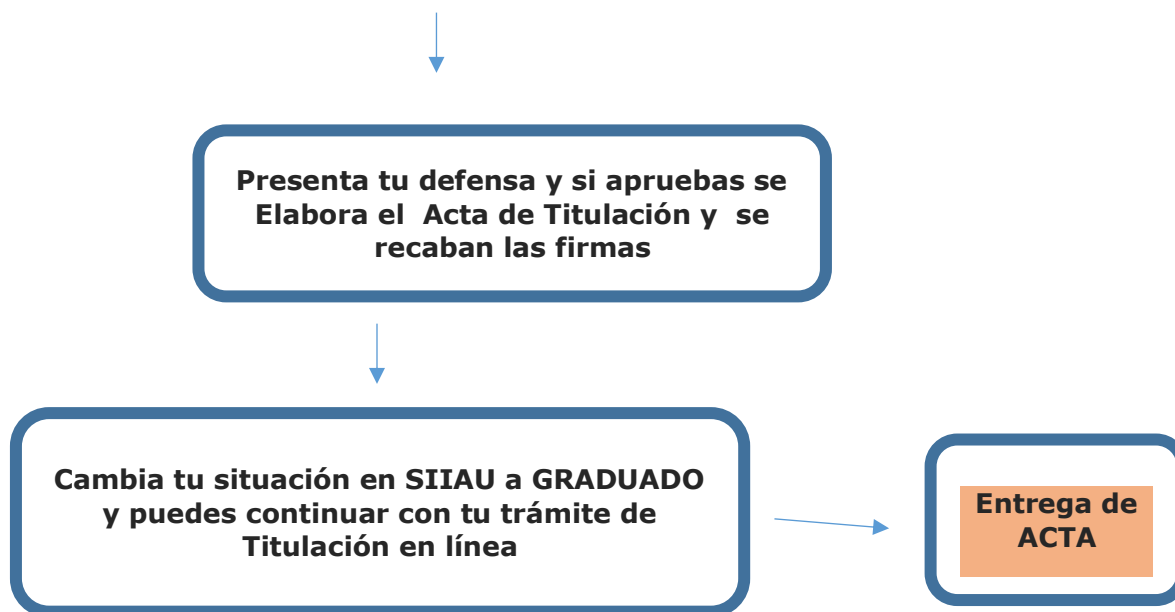 Presenta tu defensa y si apruebas se
Elabora el Acta de Titulación y se
recaban las firmas
Cambia tu situación en SIIAU a GRADUADO
y puedes continuar con tu trámite de
Titulación en línea
Entrega de
ACTA